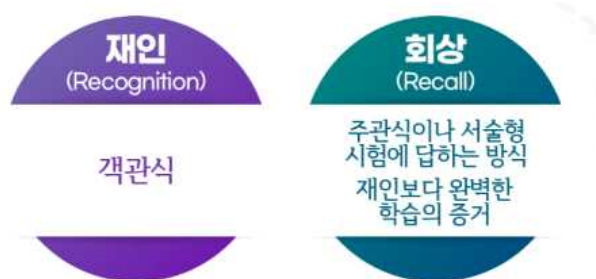 재인
(Recognition)
객관식
회상
(Recall)
주관식이나 서술형
시험에 답하는 방식
재인보다 완벽한
학습의 증거